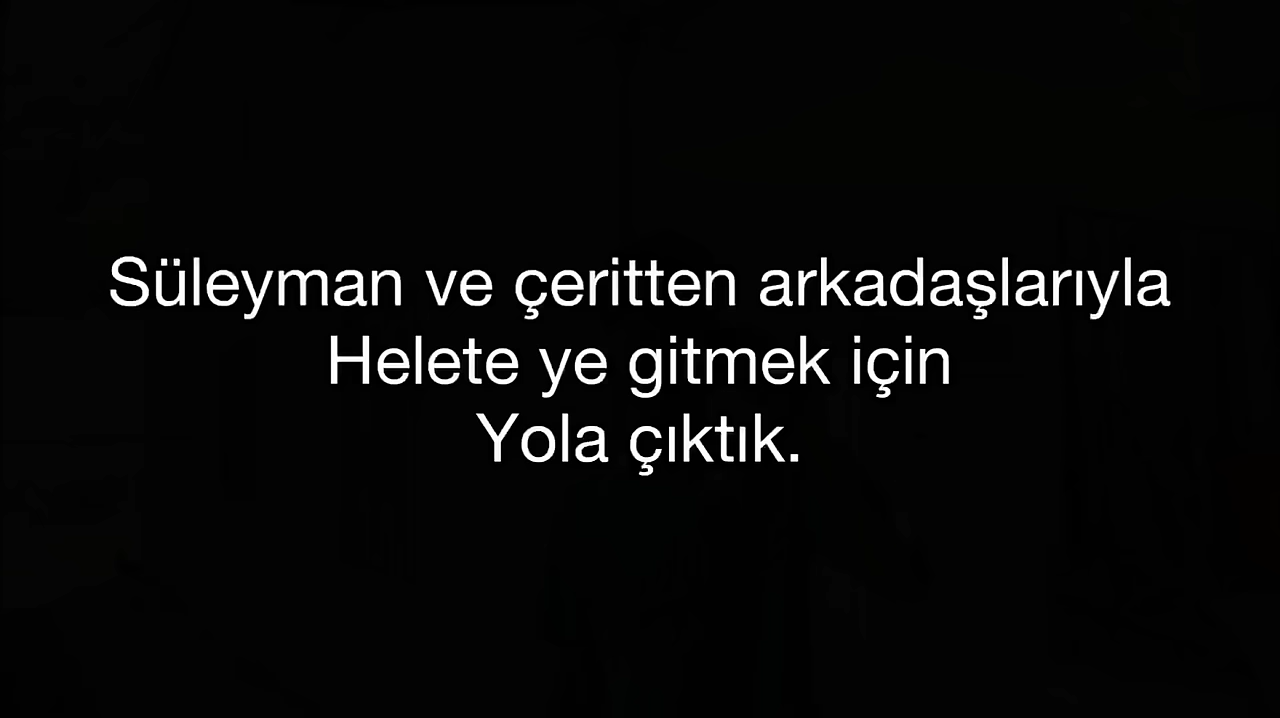 Süleyman ve çeritten arkadaşlarıyla
Helete ye gitmek için
Yola çıktık.